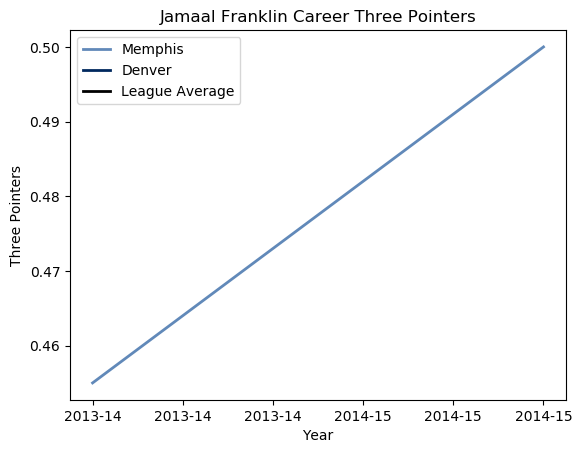 Jamaal Franklin Career Three Pointers
Memphis
Denver
League Average
Three Pointers
0.50
0.49
0.48
0.47
0.46
2013-14 2013-14 2013-14 2014-15 2014-15 2014-15
Year